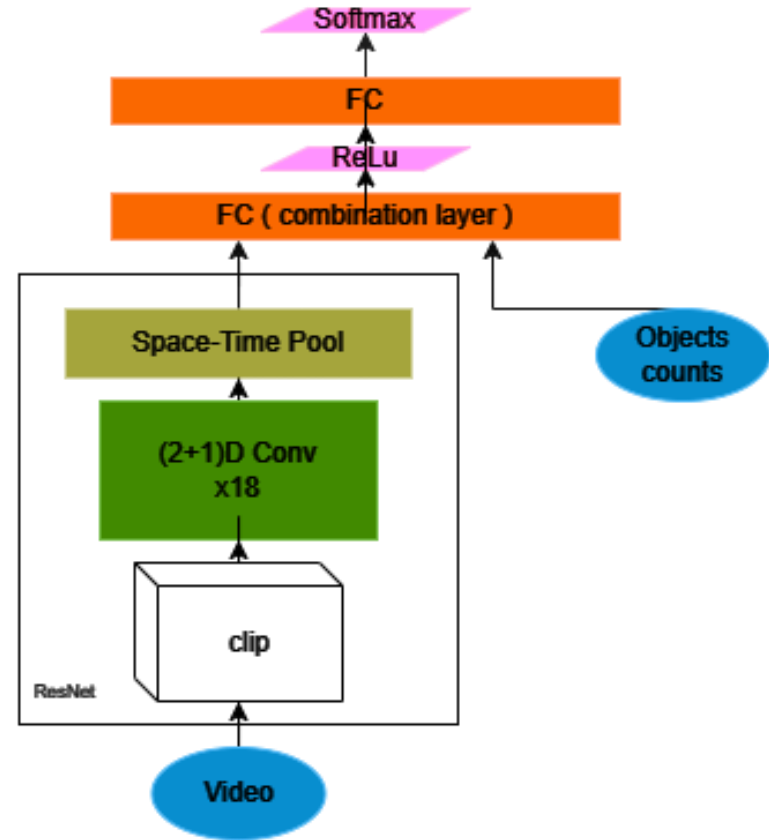 Softmax
FC
ReLu
FC ( combination layer )
Space-Time Pool
Objects
counts
(2+1)D Conv
x18
clip
ResNet
Video